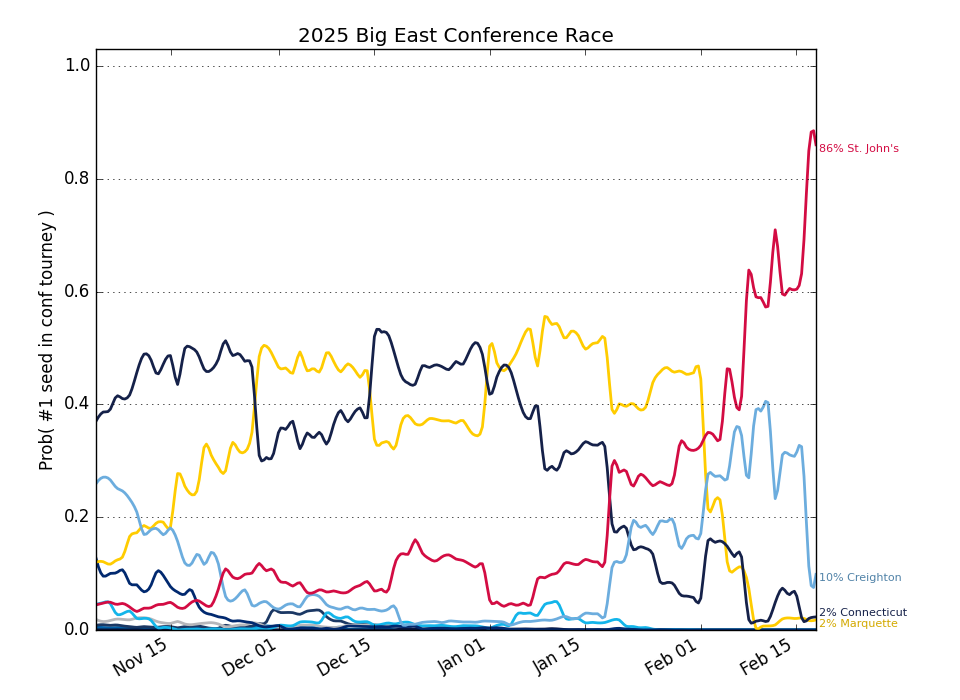 2025 Big East Conference Race
Prob( #1 seed in conf tourney )
1.0
0.8
0.6
0.4
0.2
0.0
86% St. John's
10% Creighton
2% Connecticut
2% Marquette
Nov 15
Dec 01
Dec 15
Jan 01
Jan 15
Feb 01
Feb 15